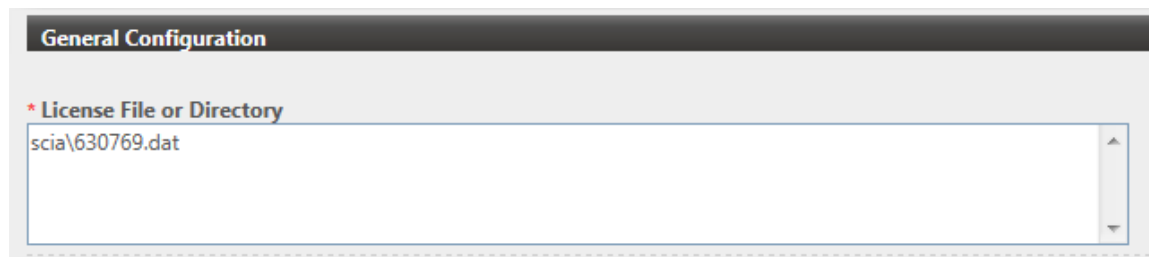 General Configuration
* License File or Directory
scia\630769.dat